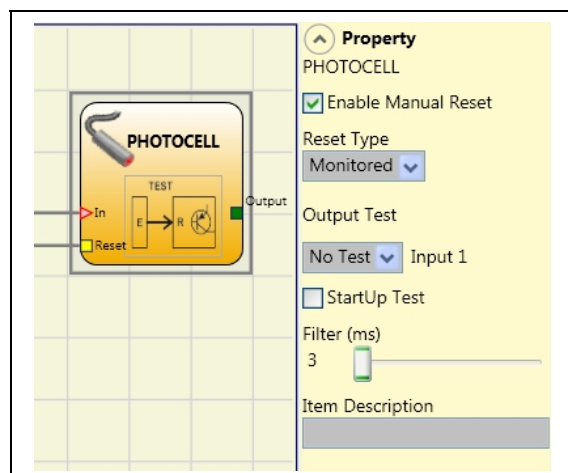 PHOTOCELL
TEST
E R
In
Output
Reset
Property
PHOTOCELL
Enable Manual Reset
Reset Type
Monitored
Output Test
No Test Input 1
StartUp Test
Filter (ms)
3
Item Description